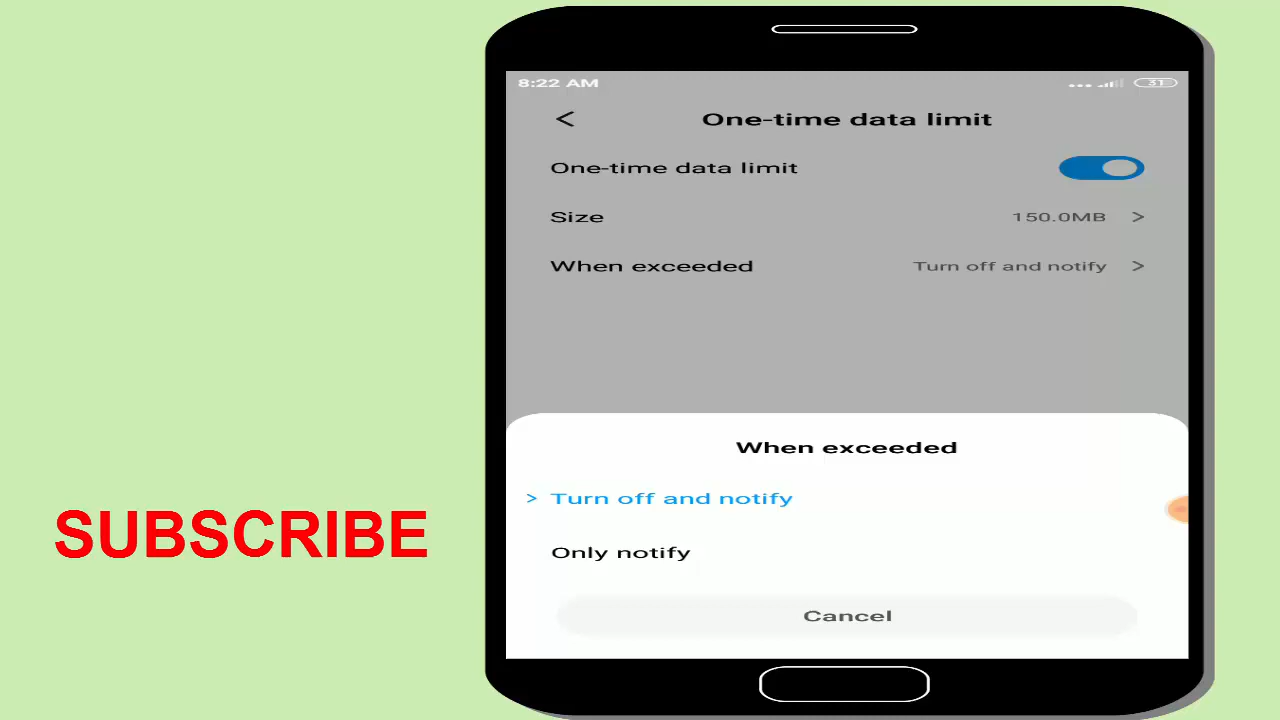 8:22 AM
31
<
One-time data limit
One-time data limit
Size 150.0MB >
When exceeded Turn off and notify >
When exceeded
> Turn off and notify
Only notify
Cancel
SUBSCRIBE